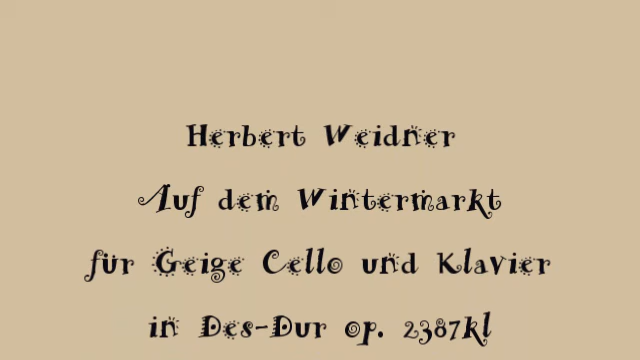 Herbert Weidner
Auf dem Wintermarkt
für Geige Cello und Klavier
in Des-Dur op. 2387kl